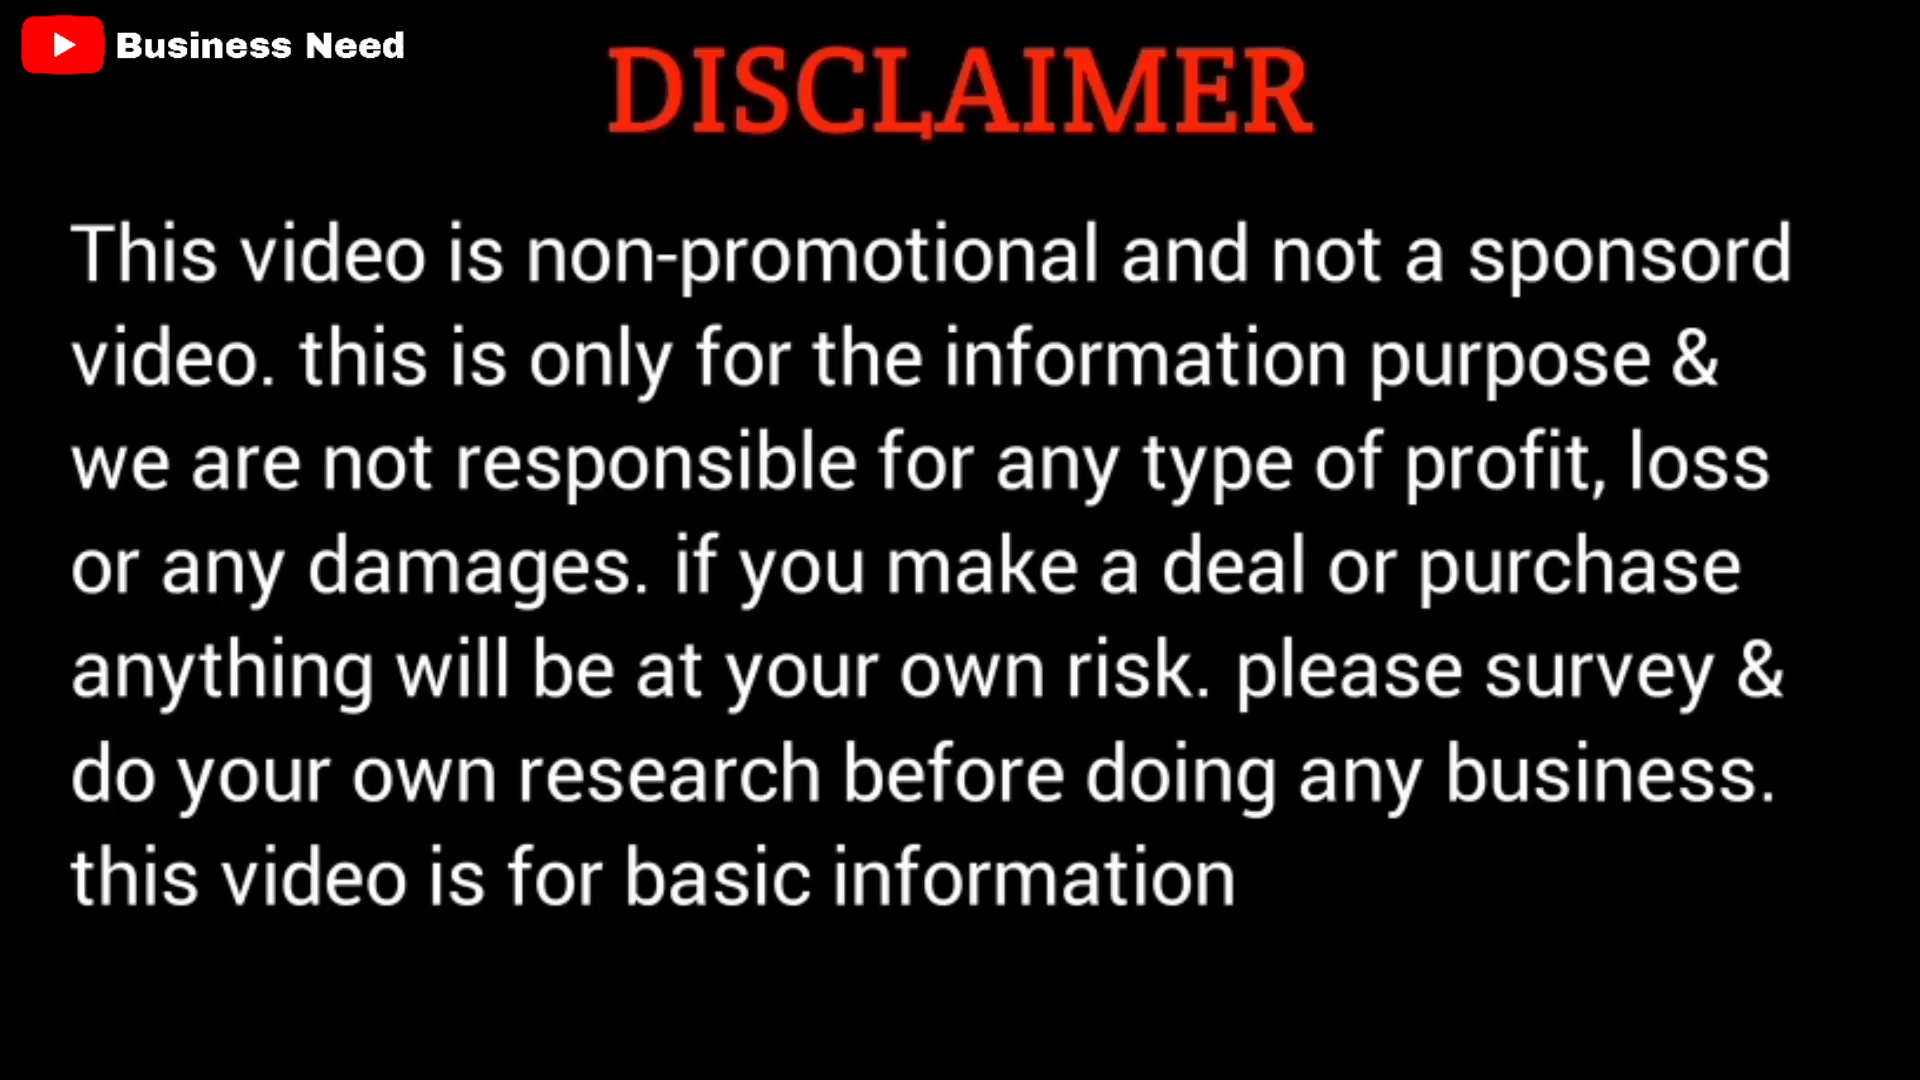 Business Need
DISCLAIMER
This video is non-promotional and not a sponsord
video. this is only for the information purpose &
we are not responsible for any type of profit, loss
or any damages. if you make a deal or purchase
anything will be at your own risk. please survey &
do your own research before doing any business.
this video is for basic information